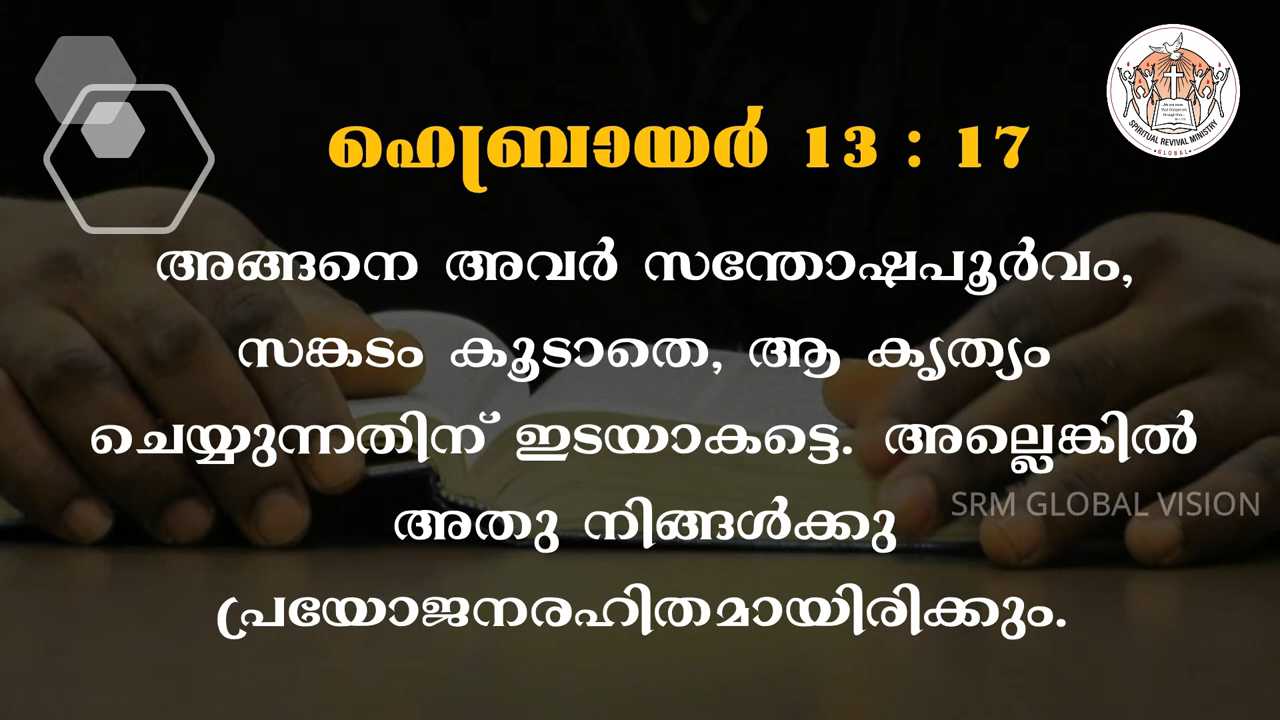 ഹെബ്രായർ 13 : 17
അങ്ങനെ അവർ സന്തോഷപൂർവം,
സങ്കടം കൂടാതെ, ആ കൃത്യം
ചെയ്യുന്നതിന് ഇടയാകട്ടെ. അല്ലെങ്കിൽ
അതു നിങ്ങൾക്കു
പ്രയോജനരഹിതമായിരിക്കും.
SRM GLOBAL VISION
SPIRITUAL REVIVAL MINISTRY
GLOBAL